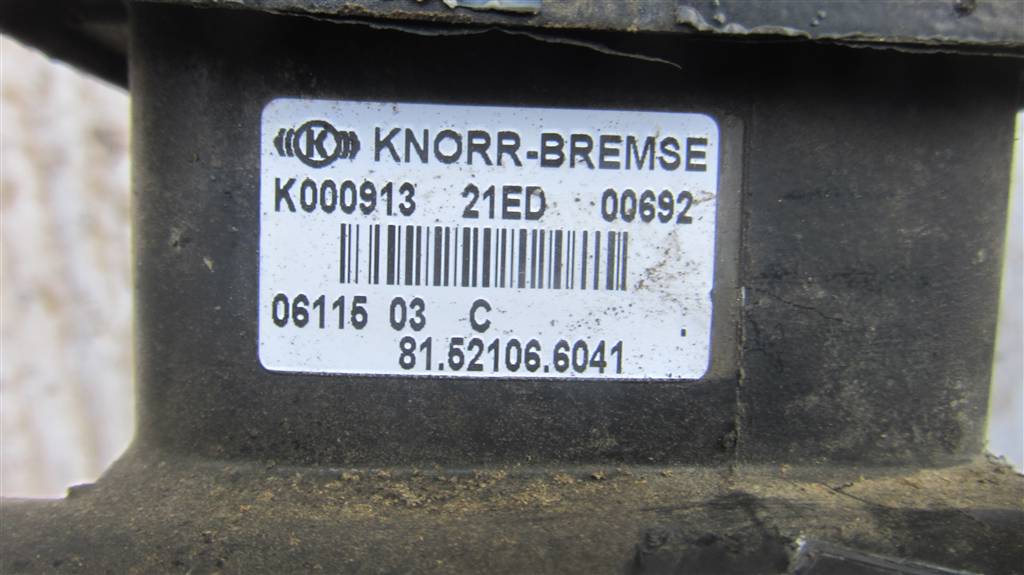 K KNORR-BREMSE
K000913 21ED 00692
06115 03 C
81.52106.6041